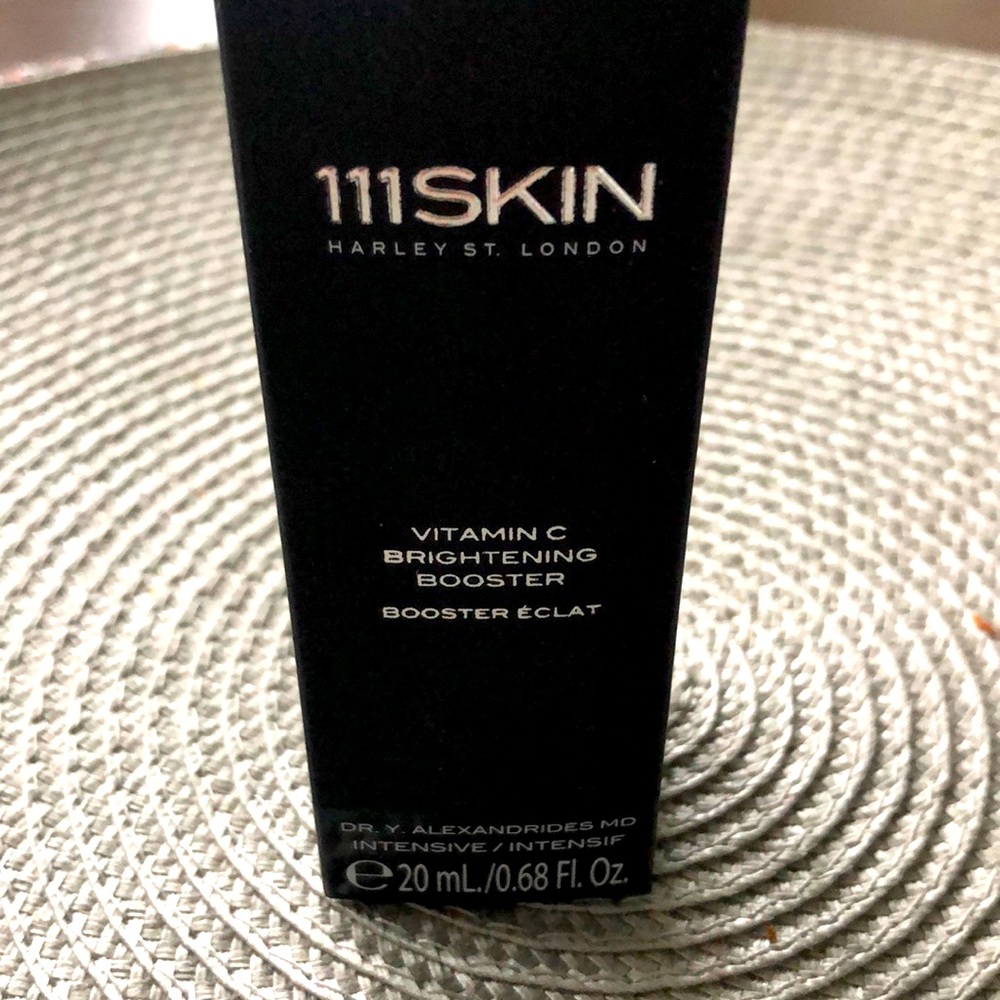 111SKIN
HARLEY ST. LONDON
VITAMIN C
BRIGHTENING
BOOSTER
BOOSTER ÉCLAT
DR. Y. ALEXANDRIDES MD
INTENSIVE / INTENSIF
℮ 20 mL./0.68 Fl. Oz.